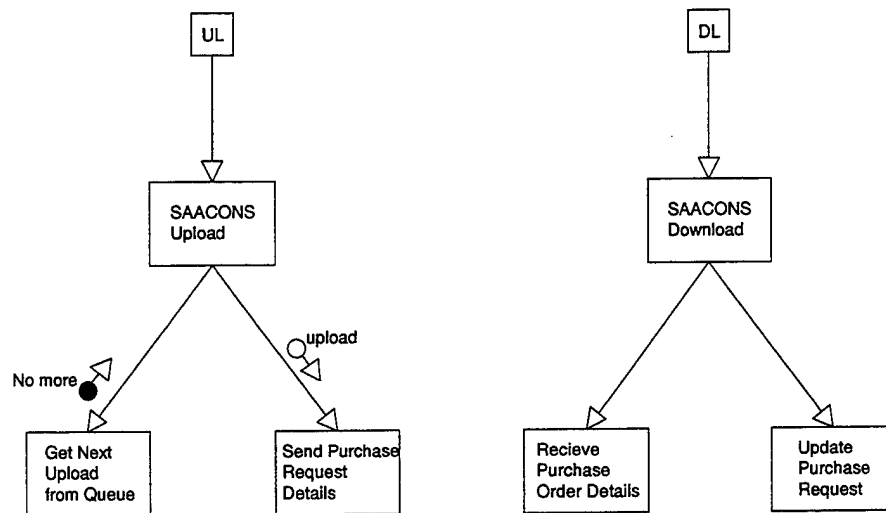 UL
DL
SAACONS
Upload
SAACONS
Download
upload
No more
Get Next
Upload
from Queue
Send Purchase
Request
Details
Recieve
Purchase
Order Details
Update
Purchase
Request